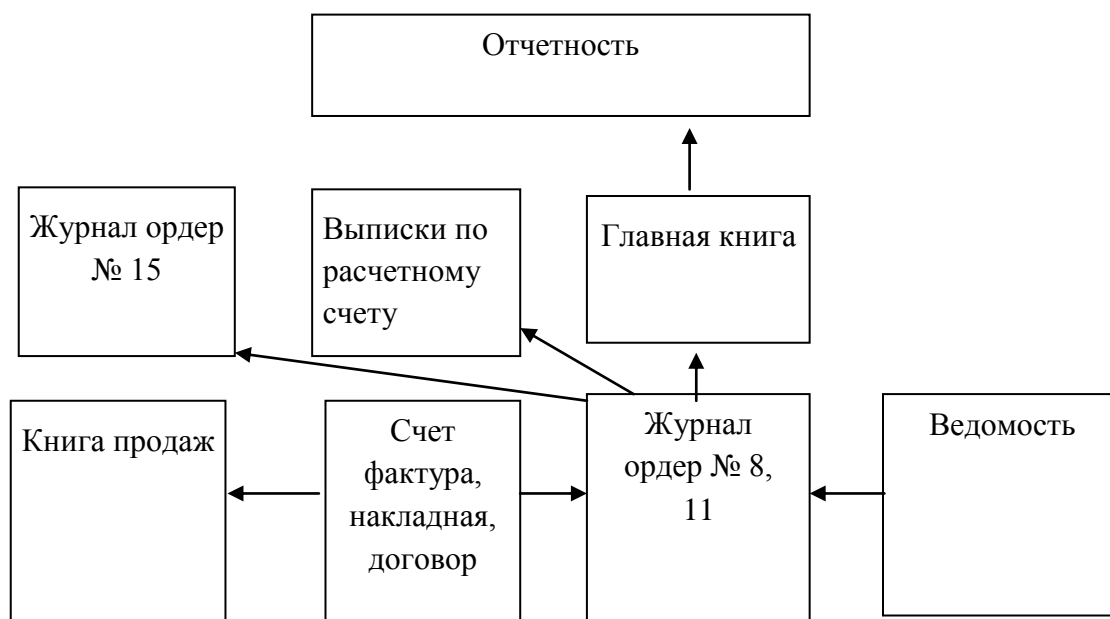 Отчетность
Журнал ордер
№ 15
Выписки по
расчетному
счету
Главная книга
Книга продаж
Счет
фактура,
накладная,
договор
Журнал
ордер № 8,
11
Ведомость